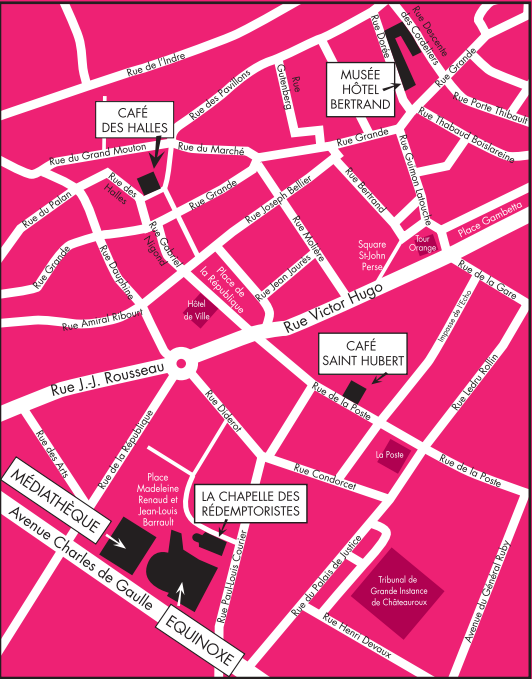 Rue de l'Indre
Rue des Pavillons
Rue
Gutenberg
Rue Dorée
Rue Descente
des Cordeliers
Rue Grande
MUSÉE
HÔTEL
BERTRAND
Rue Porte Thibault
Rue Thabaud Boislareine
CAFÉ
DES HALLES
Rue du Grand Mouton
Rue du Marché
Rue Grande
Rue Guimon Latouche
Rue des
Halles
Rue du Palan
Rue Grande
Rue Joseph Bellier
Rue Bertrand
Place Gambetta
Rue Gabriel
Nigond
Rue Molière
Square
St-John
Perse
Tour
Orange
Rue Grande
Rue Dauphine
Place de
la République
Rue Jean Jaurès
Rue de la Gare
Hôtel
de Ville
Rue Victor Hugo
Impasse de l'Echo
Rue Amiral Ribourt
CAFÉ
SAINT HUBERT
Rue Ledru Rollin
Rue J.-J. Rousseau
Rue de la Poste
Rue Diderot
Rue de la République
Rue des Arts
La Poste
Rue de la Poste
Rue Condorcet
MÉDIATHÈQUE
Place
Madeleine
Renaud et
Jean-Louis
Barrault
LA CHAPELLE DES
RÉDEMPTORISTES
Avenue Charles de Gaulle
Rue Paul-Louis Courier
Rue du Palais de Justice
Tribunal de
Grande Instance
de Châteauroux
Avenue du Général Ruby
EQUINOXE
Rue Henri Devaux